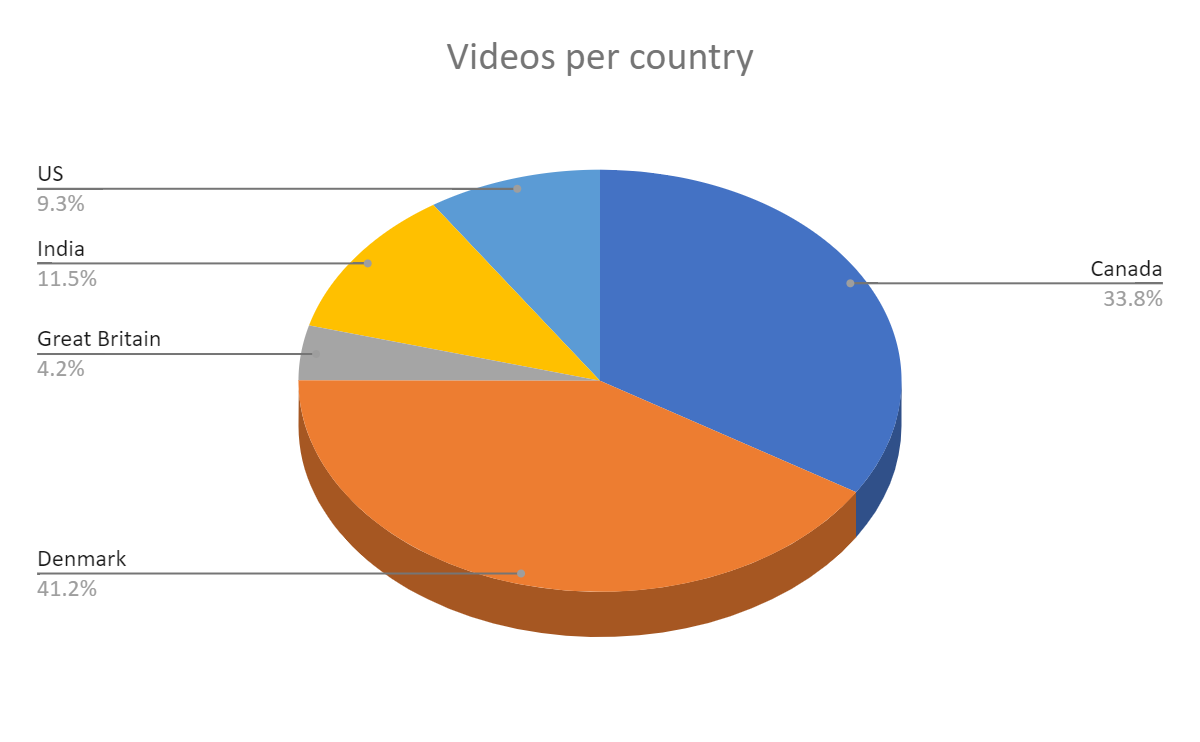 Videos per country
US
9.3%
India
11.5%
Great Britain
4.2%
Denmark
41.2%
Canada
33.8%